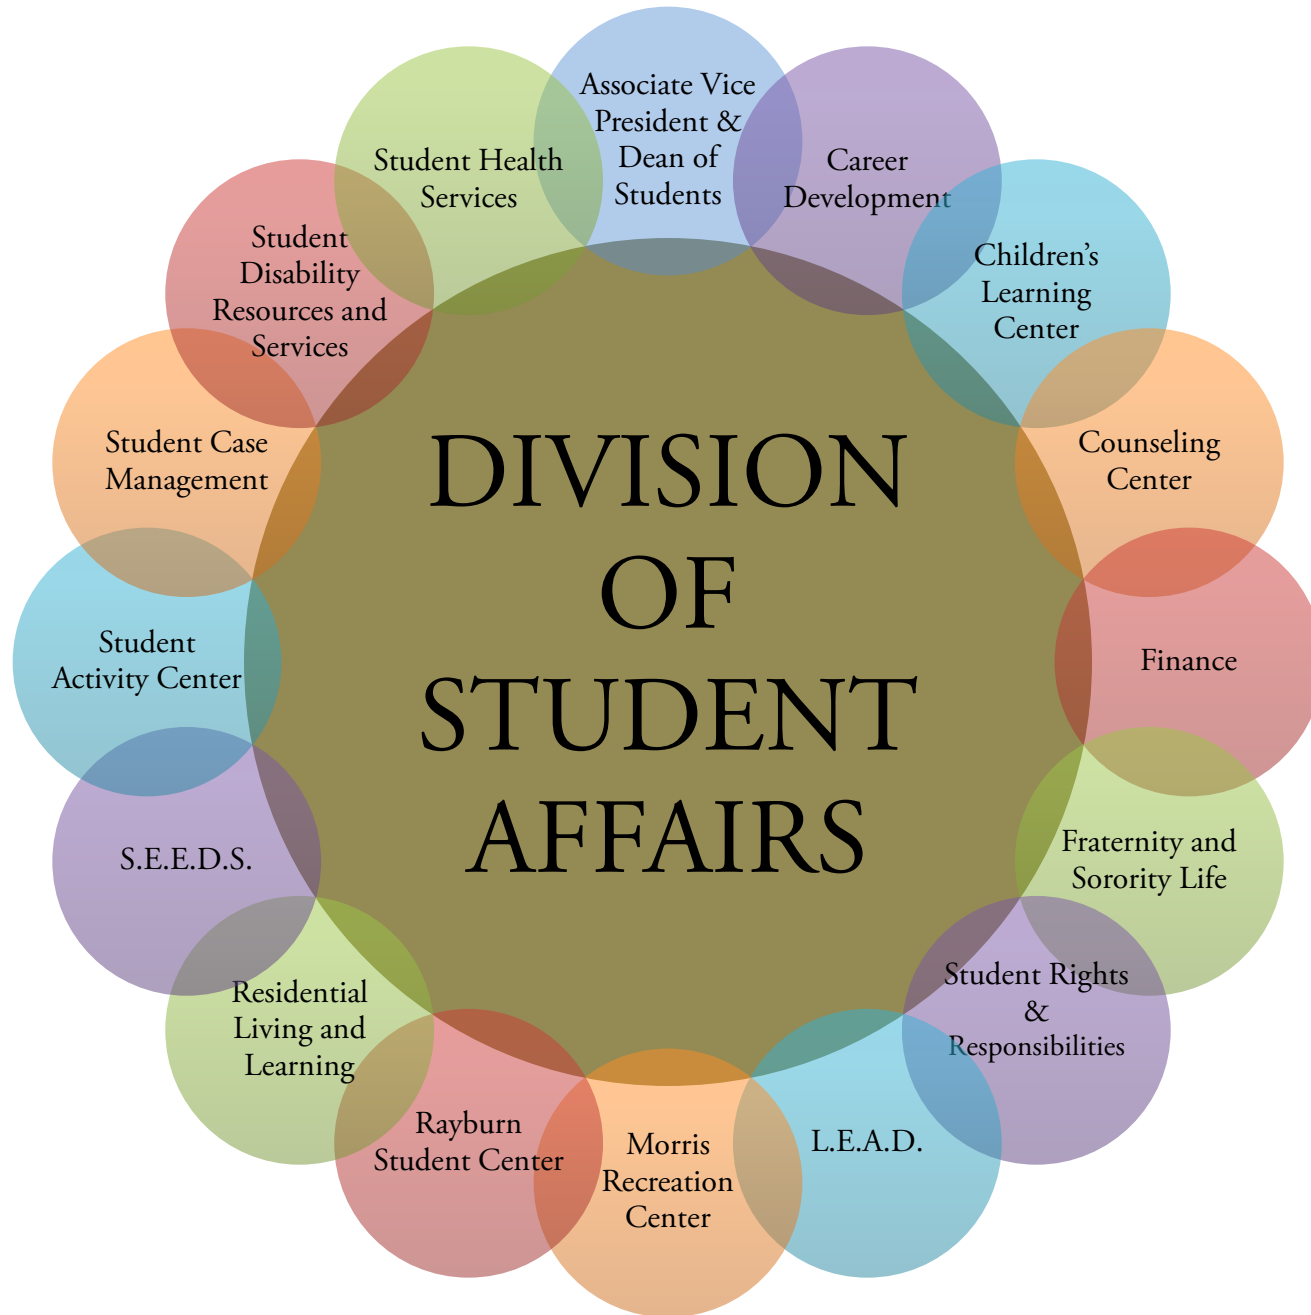 Associate Vice
President &
Dean of
Students
Career
Development
Children’s
Learning
Center
Counseling
Center
Finance
Fraternity and
Sorority Life
Student Rights
&
Responsibilities
L.E.A.D.
Morris
Recreation
Center
Rayburn
Student Center
Residential
Living and
Learning
S.E.E.D.S.
Student
Activity Center
Student Case
Management
Student
Disability
Resources and
Services
Student Health
Services
DIVISION
OF
STUDENT
AFFAIRS